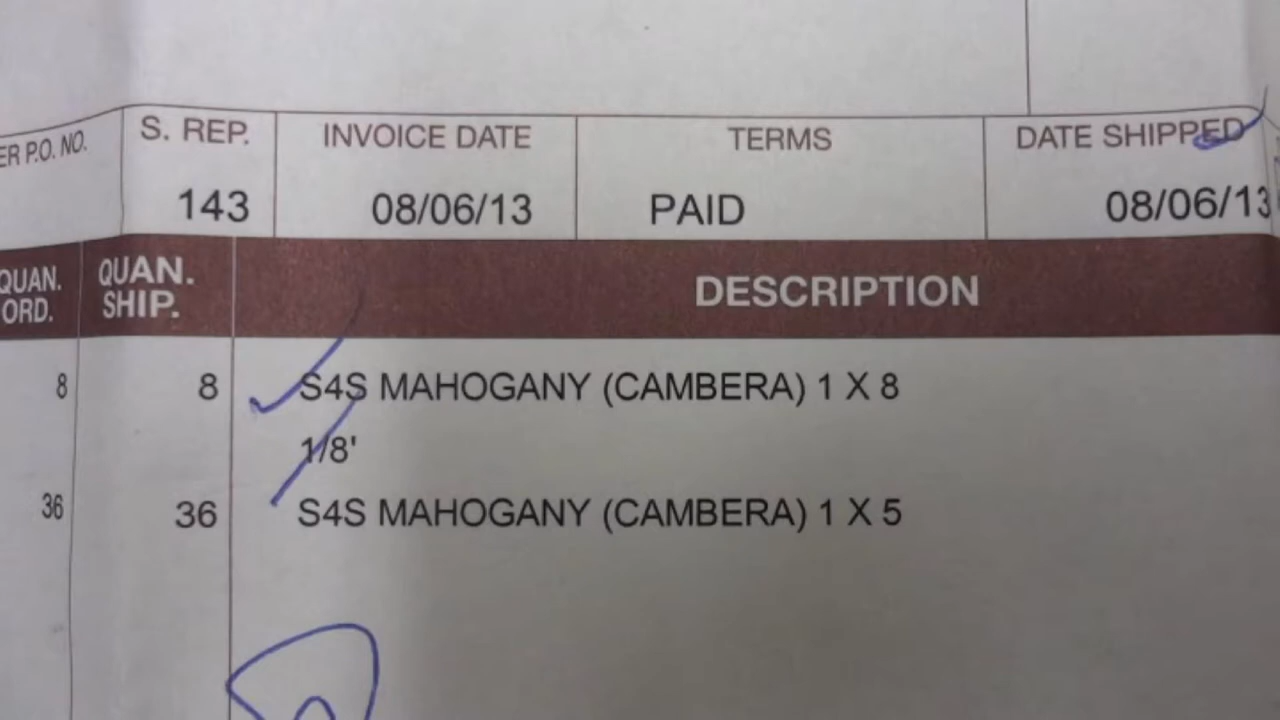 ER P.O. NO. S. REP. INVOICE DATE TERMS DATE SHIPPED
143 08/06/13 PAID 08/06/13
QUAN. ORD. QUAN. SHIP. DESCRIPTION
8 8 S4S MAHOGANY (CAMBERA) 1 X 8
1/8'
36 36 S4S MAHOGANY (CAMBERA) 1 X 5